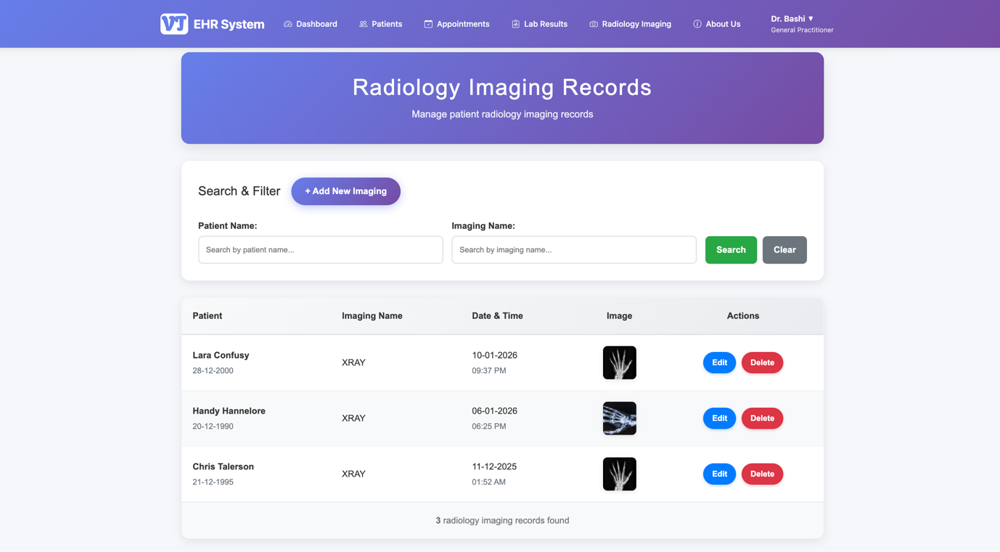 VJ EHR System
Dashboard
Patients
Appointments
Lab Results
Radiology Imaging
About Us
Dr. Bashi ▼
General Practitioner
Radiology Imaging Records
Manage patient radiology imaging records
Search & Filter
+ Add New Imaging
Patient Name:
Imaging Name:
Search by patient name...
Search by imaging name...
Search
Clear
Patient Imaging Name Date & Time Image Actions
Lara Confusy
28-12-2000
XRAY
10-01-2026
09:37 PM
Edit
Delete
Handy Hannelore
20-12-1990
XRAY
06-01-2026
06:25 PM
Edit
Delete
Chris Talerson
21-12-1995
XRAY
11-12-2025
01:52 AM
Edit
Delete
3 radiology imaging records found